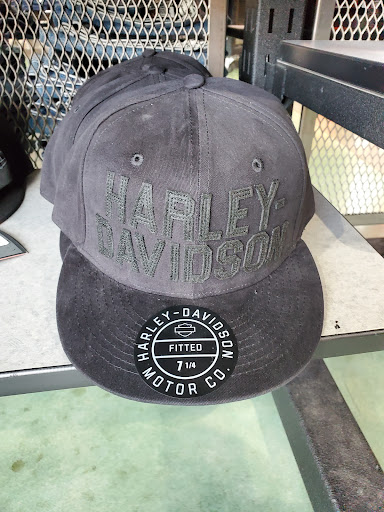 HARLEY-
DAVIDSON
HARLEY-DAVIDSON
FITTED
7 1/4
MOTOR CO.